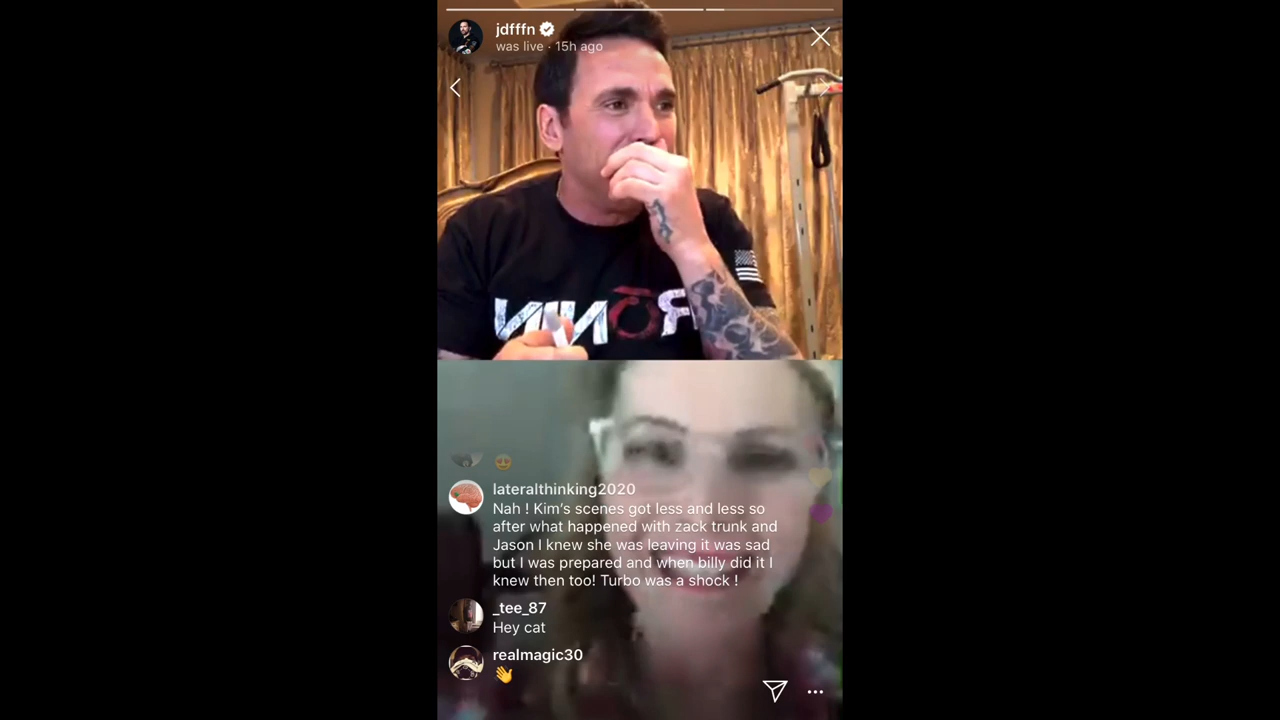 jdfffn
was live · 15h ago
RŌNIN
lateralthinking2020
Nah ! Kim's scenes got less and less so
after what happened with zack trunk and
Jason I knew she was leaving it was sad
but I was prepared and when billy did it I
knew then too! Turbo was a shock !
_tee_87
Hey cat
realmagic30
👋